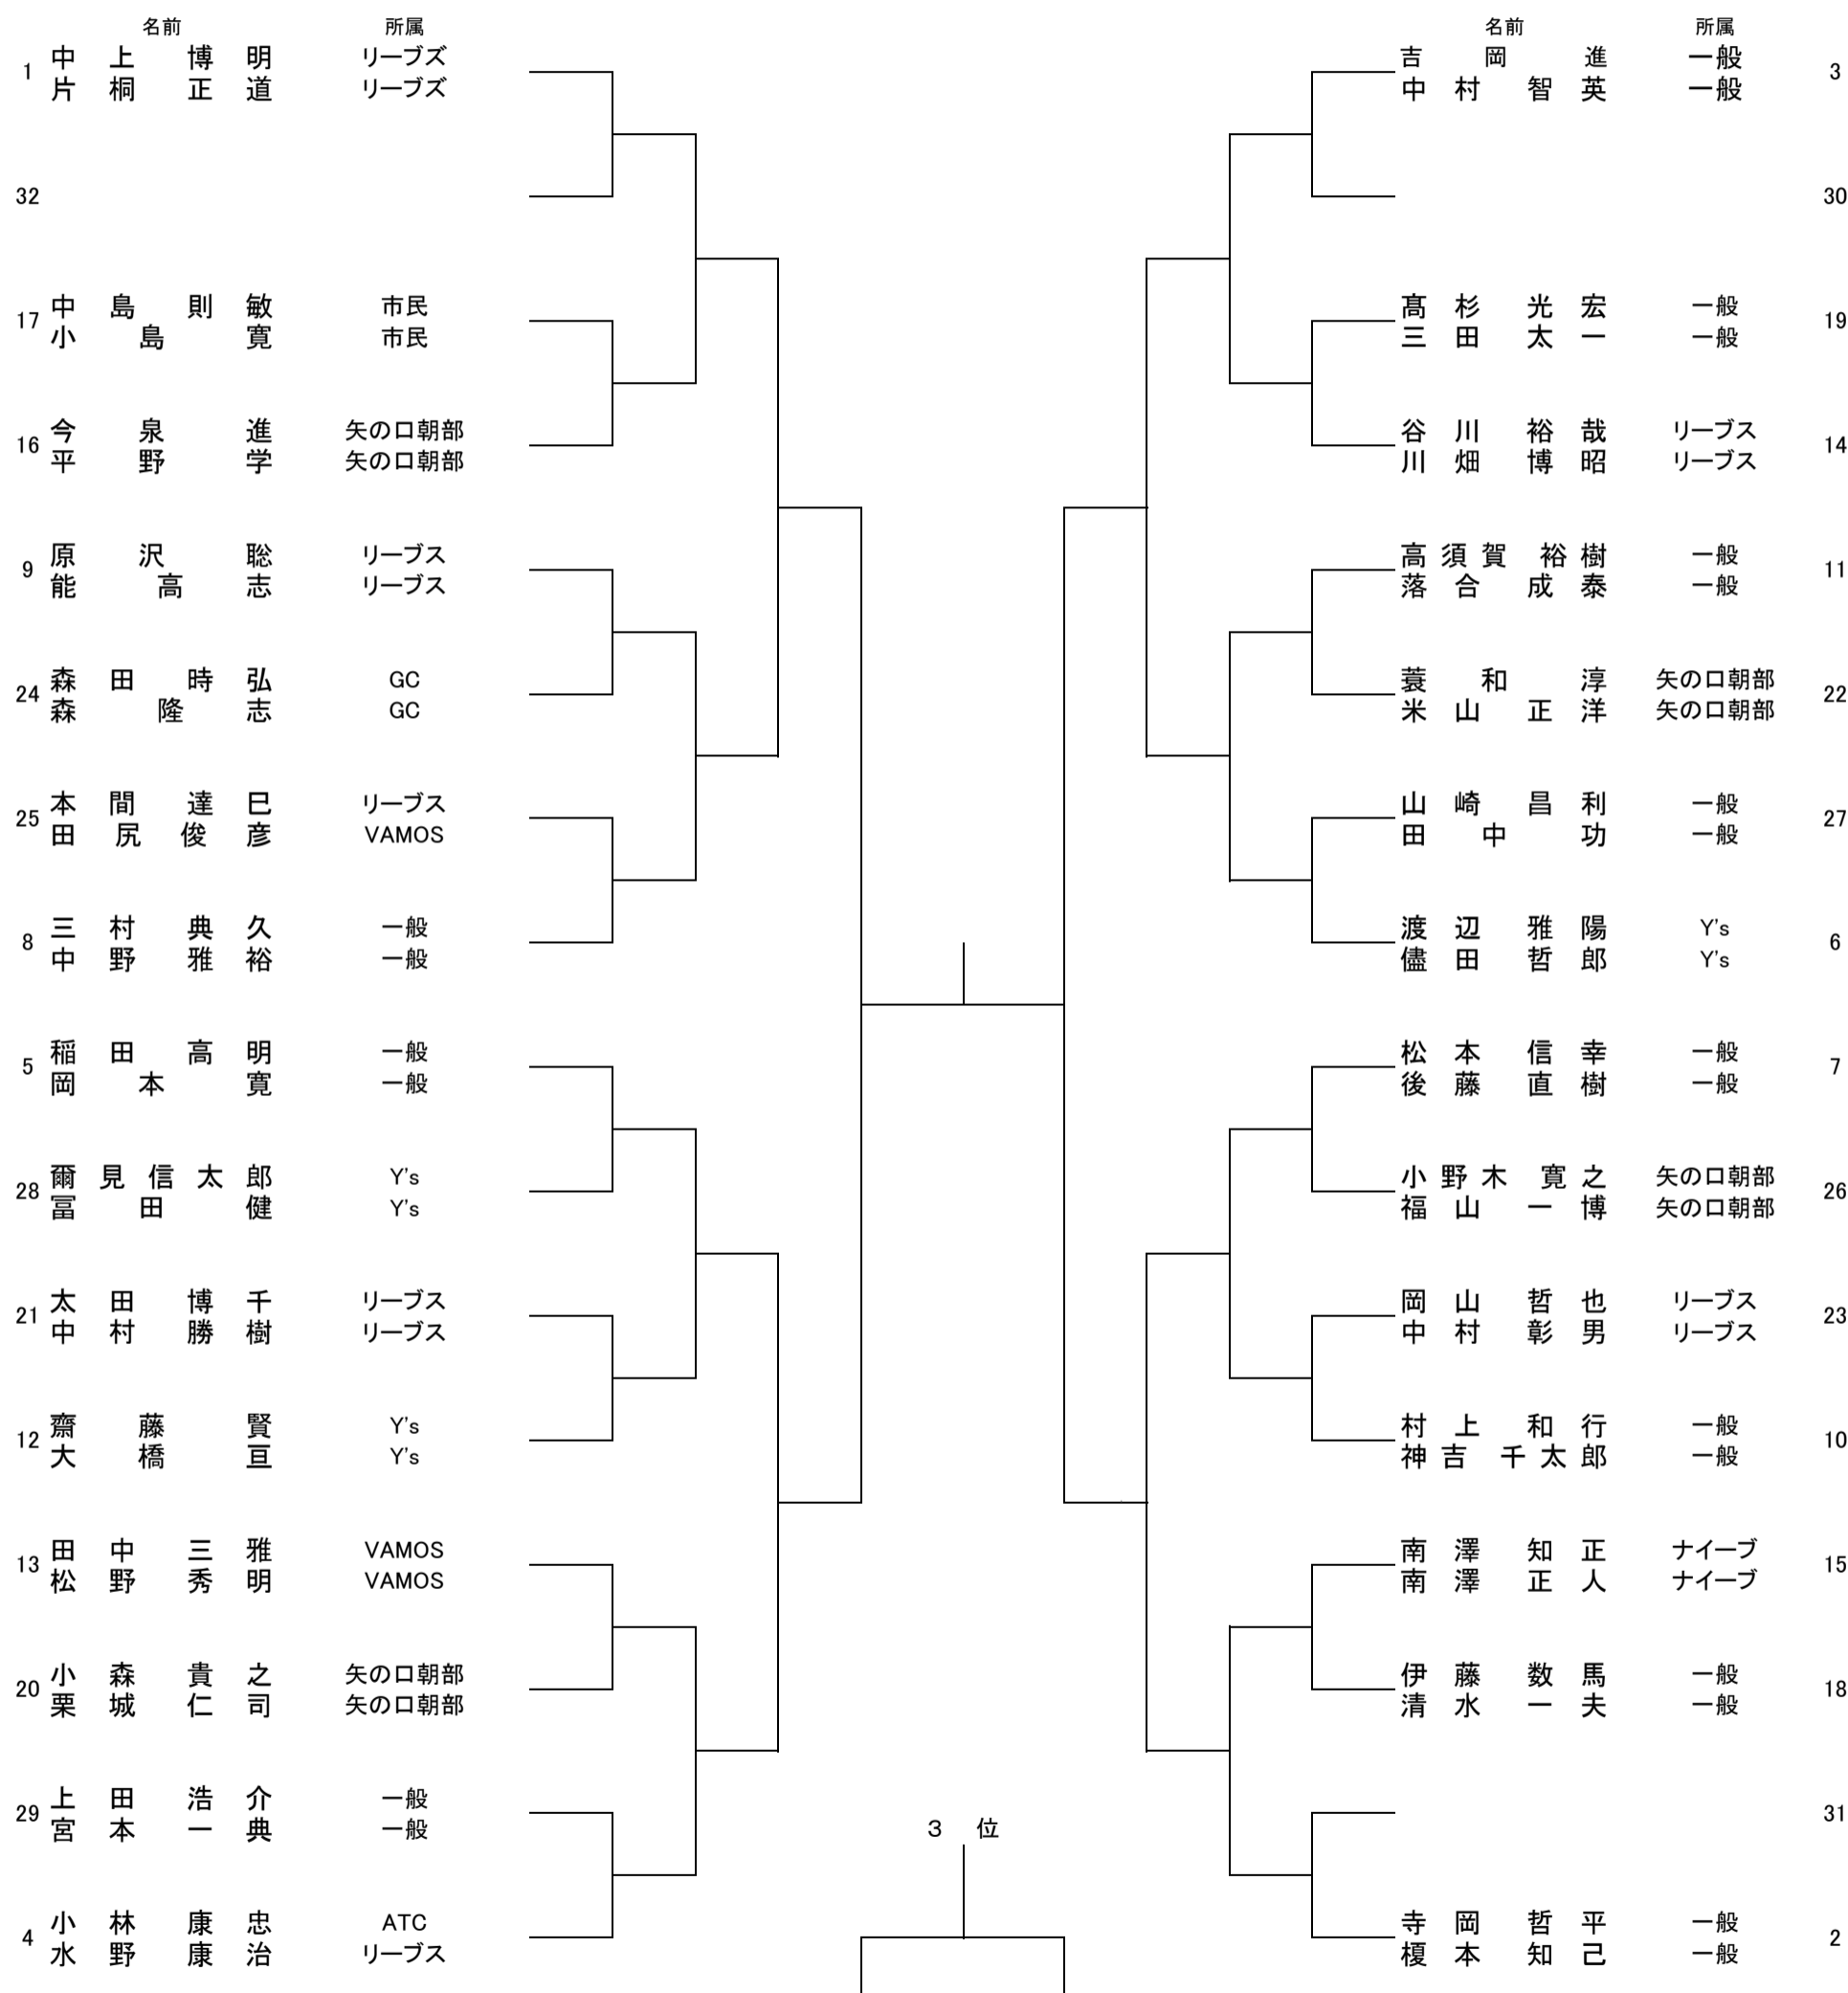 名前 所属 名前 所属
1 中上博明 リーブズ 吉岡進 一般 3
片桐正道 リーブズ 中村智英 一般
32 30
17 中島則敏 市民 髙杉光宏 一般 19
小島寛 市民 三田太一 一般
16 今泉進 矢の口朝部 谷川裕哉 リーブス 14
平野学 矢の口朝部 川畑博昭 リーブス
9 原沢聡 リーブス 高須賀裕樹 一般 11
能高志 リーブス 落合成泰 一般
24 森田時弘 GC 蓑和淳 矢の口朝部 22
森隆志 GC 米山正洋 矢の口朝部
25 本間達巳 リーブス 山崎昌利 一般 27
田尻俊彦 VAMOS 田中功 一般
8 三村典久 一般 渡辺雅陽 Y's 6
中野雅裕 一般 儘田哲郎 Y's
5 稲田高明 一般 松本信幸 一般 7
岡本寛 一般 後藤直樹 一般
28 爾見信太郎 Y's 小野木寛之 矢の口朝部 26
冨田健 Y's 福山一博 矢の口朝部
21 太田博千 リーブス 岡山哲也 リーブス 23
中村勝樹 リーブス 中村彰男 リーブス
12 齋藤賢 Y's 村上和行 一般 10
大橋亘 Y's 神吉千太郎 一般
13 田中三雅 VAMOS 南澤知正 ナイーブ 15
松野秀明 VAMOS 南澤正人 ナイーブ
20 小森貴之 矢の口朝部 伊藤数馬 一般 18
栗城仁司 矢の口朝部 清水一夫 一般
29 上田浩介 一般 31
宮本一典 一般
3位
4 小林康忠 ATC 寺岡哲平 一般 2
水野康治 リーブス 榎本知己 一般